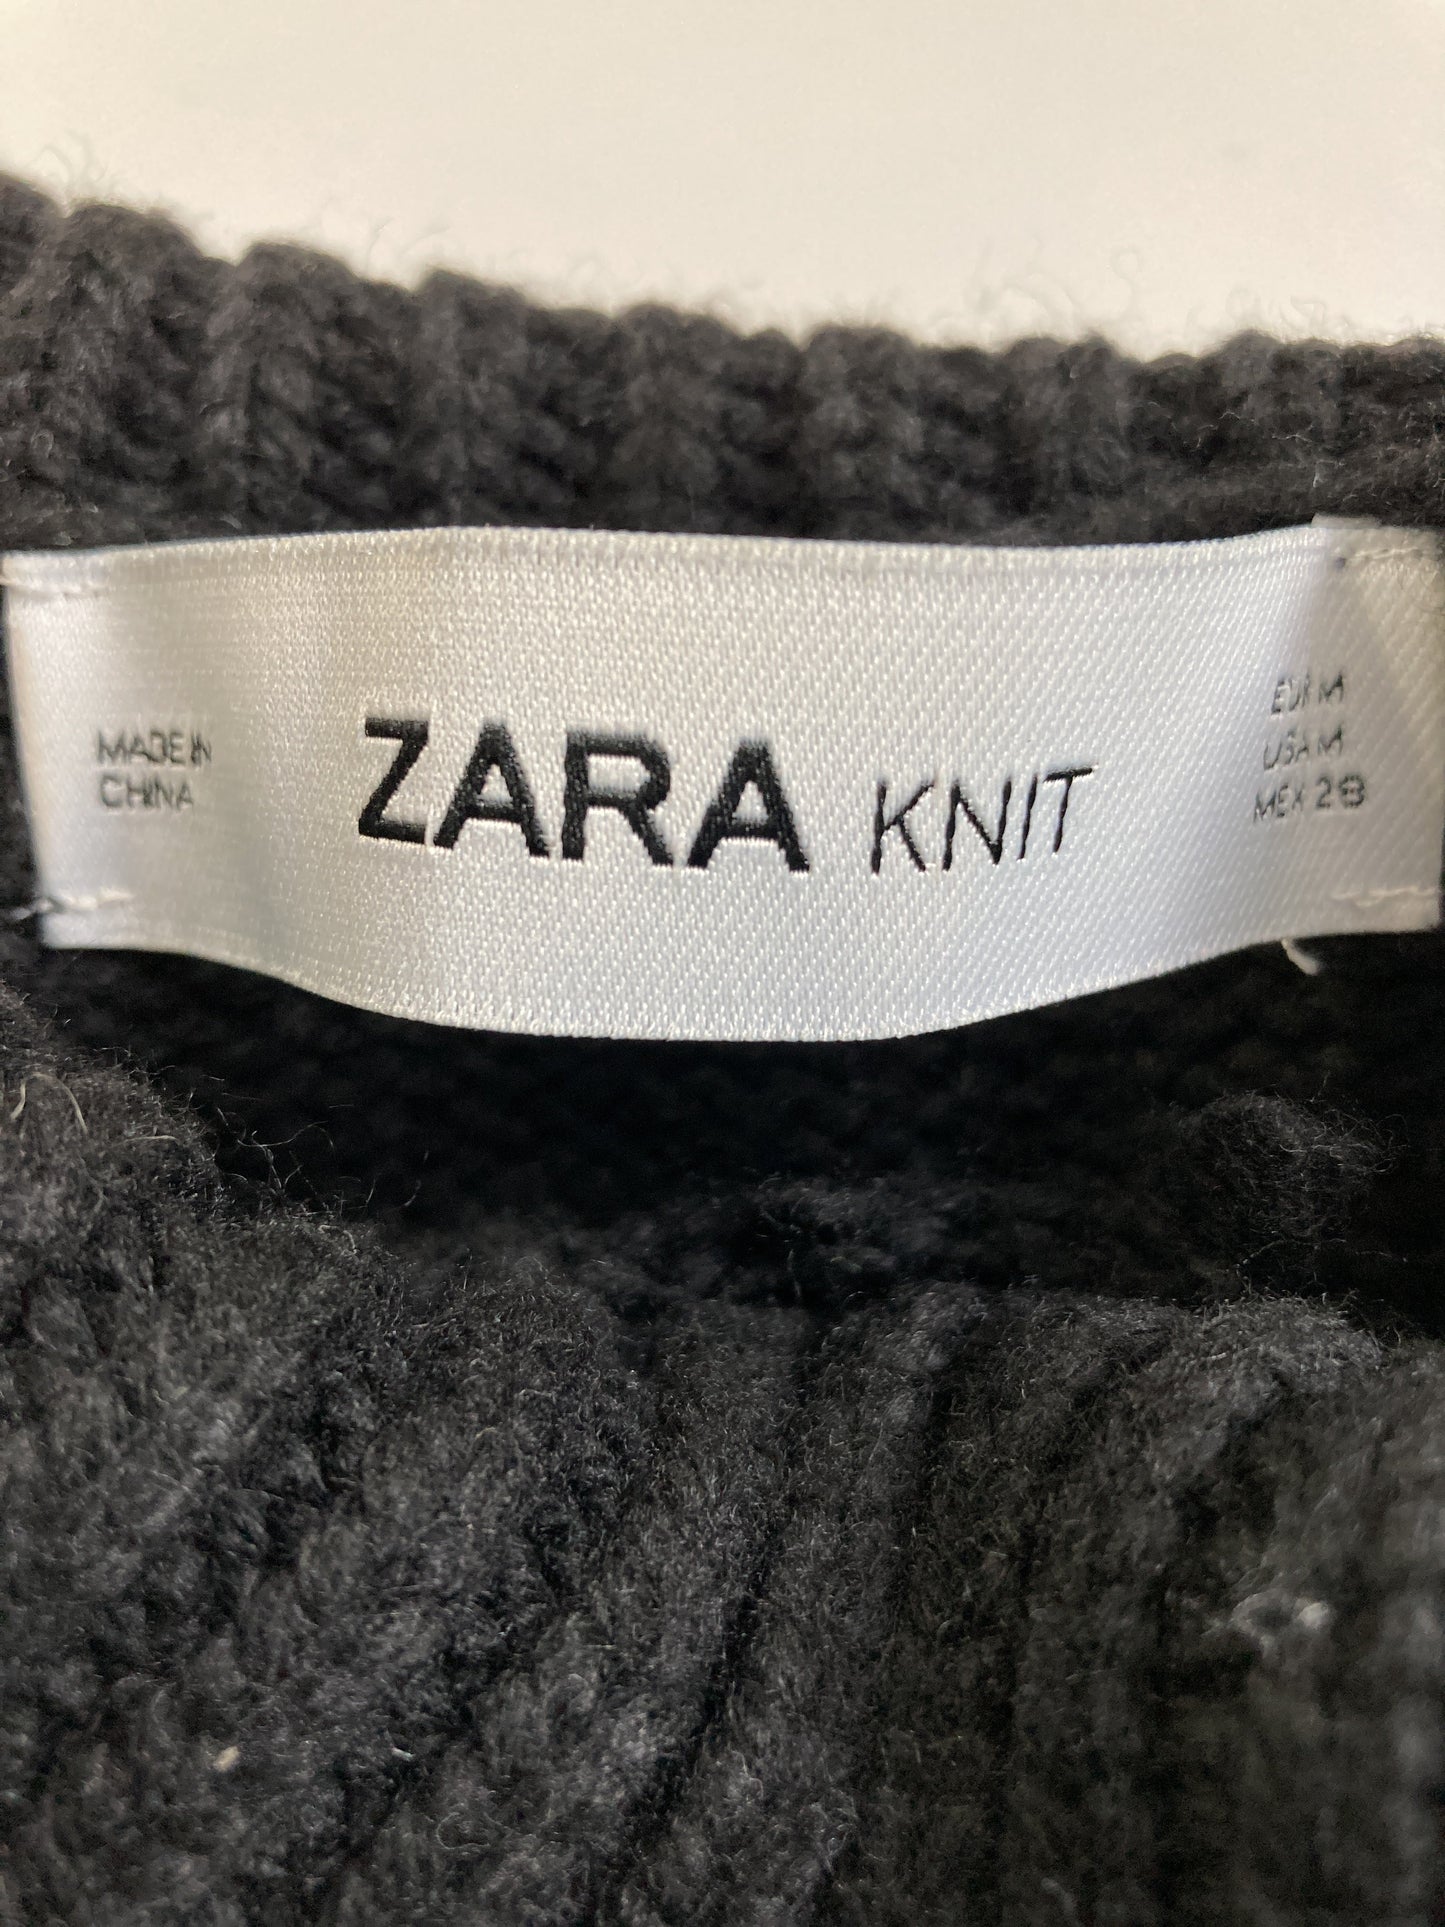 MADE IN
CHINA
ZARA KNIT
EUR M
USA M
MEX 28